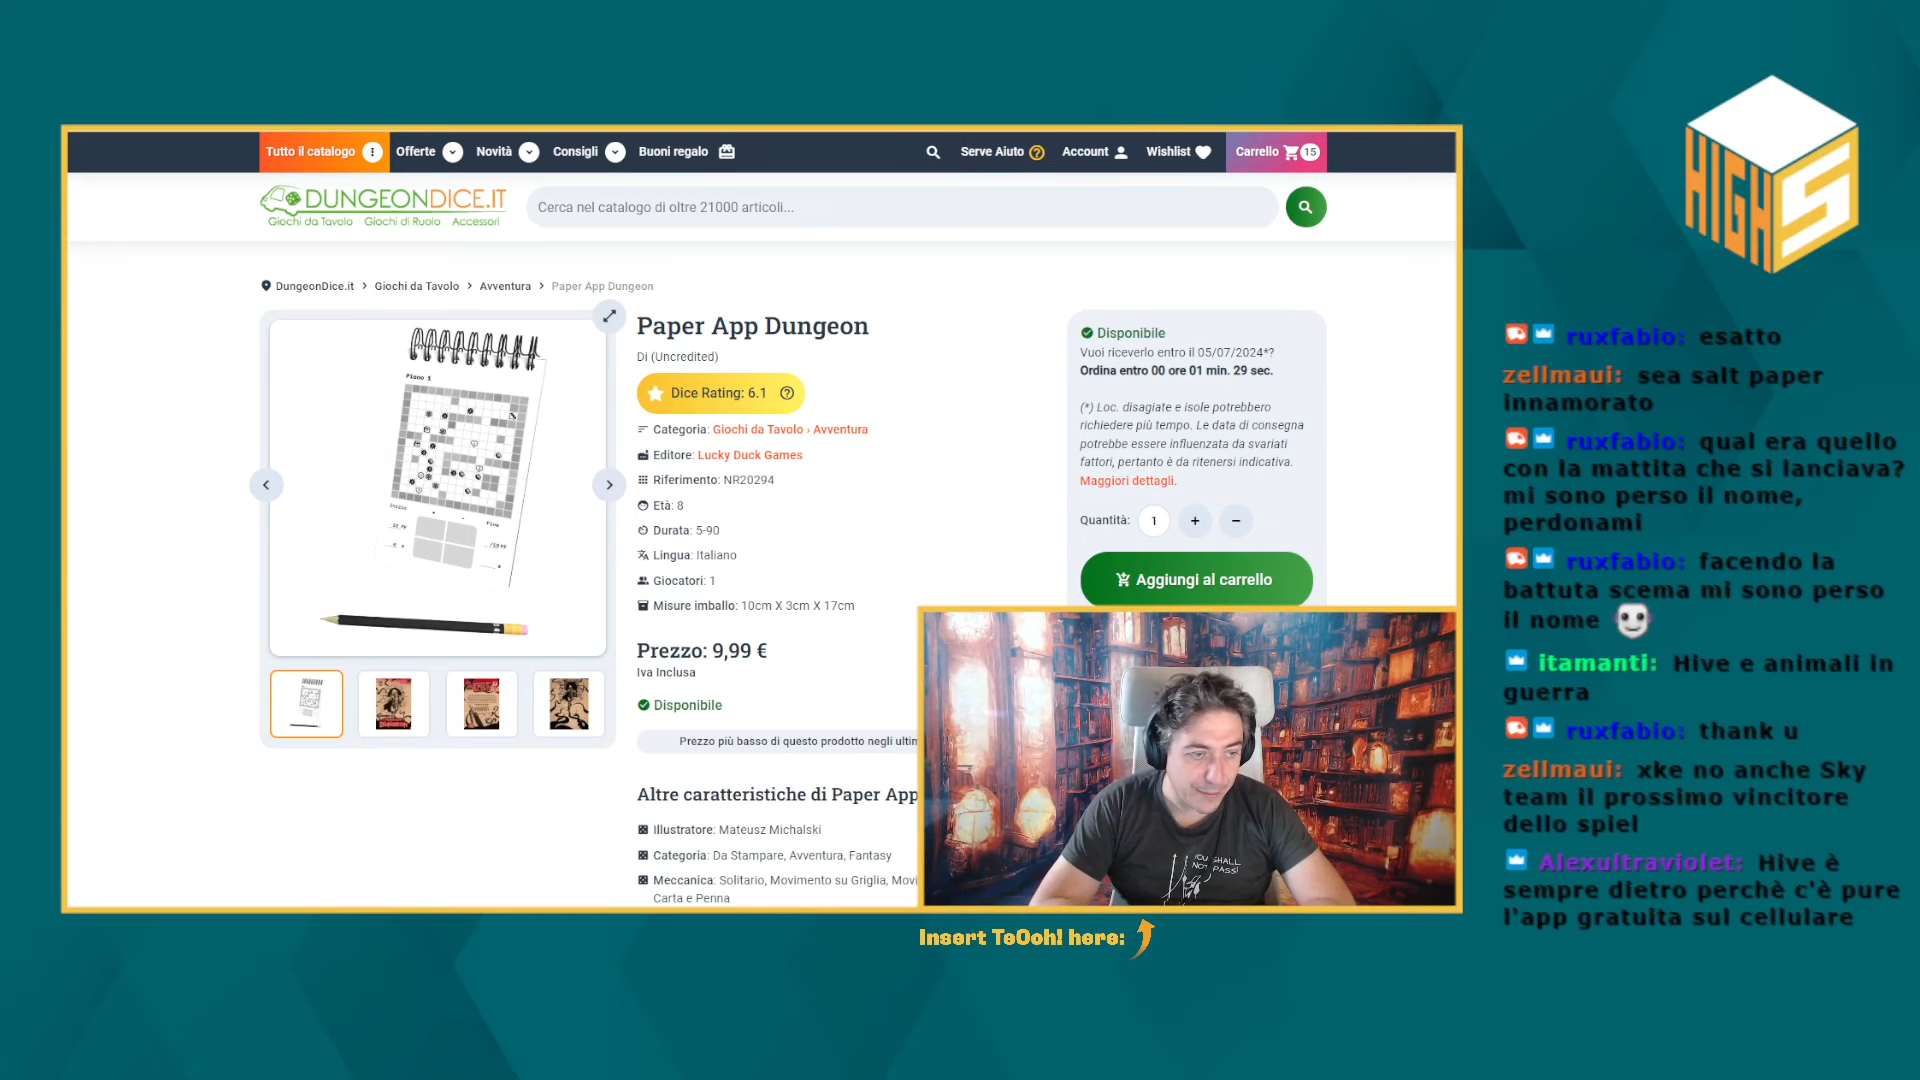 Tutto il catalogo
Offerte
Novità
Consigli
Buoni regalo
Serve Aiuto
Account
Wishlist
Carrello 15
DUNGEONDICE.IT
Giochi da Tavolo Giochi di Ruolo Accessori
Cerca nel catalogo di oltre 21000 articoli...
DungeonDice.it > Giochi da Tavolo > Avventura > Paper App Dungeon
Piano 1
Inizio
Fine
Paper App Dungeon
Di (Uncredited)
Dice Rating: 6.1
Categoria: Giochi da Tavolo › Avventura
Editore: Lucky Duck Games
Riferimento: NR20294
Età: 8
Durata: 5-90
Lingua: Italiano
Giocatori: 1
Misure imballo: 10cm X 3cm X 17cm
Prezzo: 9,99 €
Iva Inclusa
Disponibile
Prezzo più basso di questo prodotto negli ultim
Altre caratteristiche di Paper App
Illustratore: Mateusz Michalski
Categoria: Da Stampare, Avventura, Fantasy
Meccanica: Solitario, Movimento su Griglia, Movi
Carta e Penna
Disponibile
Vuoi riceverlo entro il 05/07/2024*?
Ordina entro 00 ore 01 min. 29 sec.
(*) Loc. disagiate e isole potrebbero
richiedere più tempo. Le data di consegna
potrebbe essere influenzata da svariati
fattori, pertanto è da ritenersi indicativa.
Maggiori dettagli.
Quantità: 1 + −
Aggiungi al carrello
YOU SHALL
NOT PASS!
Insert TeOoh! here:
HIGH 5
ruxfabio: esatto
zellmaui: sea salt paper
innamorato
ruxfabio: qual era quello
con la mattita che si lanciava?
mi sono perso il nome,
perdonami
ruxfabio: facendo la
battuta scema mi sono perso
il nome
itamanti: Hive e animali in
guerra
ruxfabio: thank u
zellmaui: xke no anche Sky
team il prossimo vincitore
dello spiel
Alexultraviolet: Hive è
sempre dietro perchè c'è pure
l'app gratuita sul cellulare